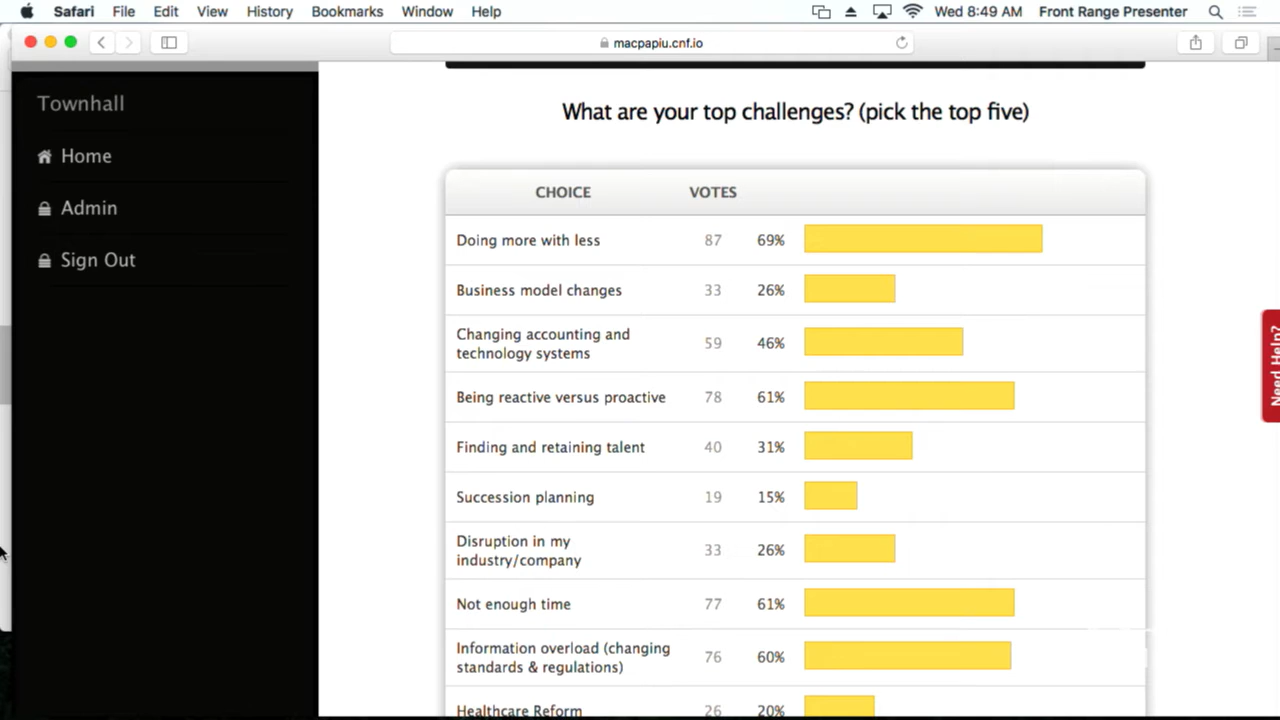 Safari File Edit View History Bookmarks Window Help Wed 8:49 AM Front Range Presenter
macpapiu.cnf.io
Townhall
Home
Admin
Sign Out
What are your top challenges? (pick the top five)
CHOICE VOTES
Doing more with less 87 69%
Business model changes 33 26%
Changing accounting and
technology systems 59 46%
Being reactive versus proactive 78 61%
Finding and retaining talent 40 31%
Succession planning 19 15%
Disruption in my
industry/company 33 26%
Not enough time 77 61%
Information overload (changing
standards & regulations) 76 60%
Healthcare Reform 26 20%
Need Help?